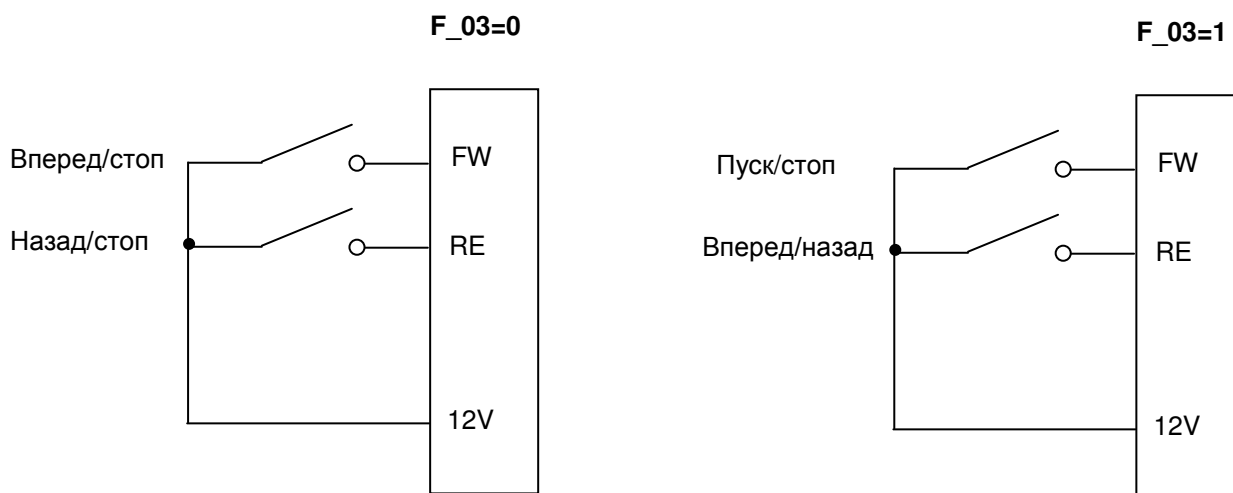 F_03=0
Вперед/стоп
FW
Назад/стоп
RE
12V
F_03=1
Пуск/стоп
FW
Вперед/назад
RE
12V